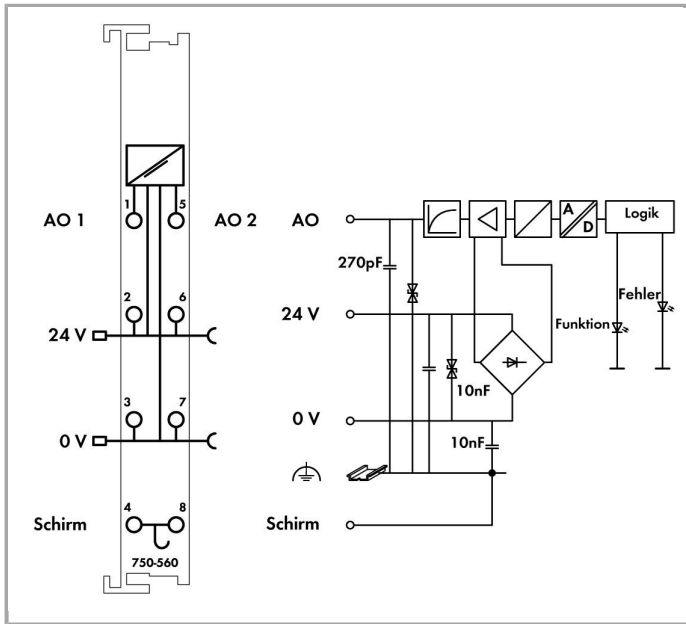 1
5
AO 1
AO 2
2
6
24 V
3
7
0 V
4
8
Schirm
750-560
AO
A
D
Logik
270pF
24 V
Fehler
Funktion
10nF
0 V
10nF
Schirm